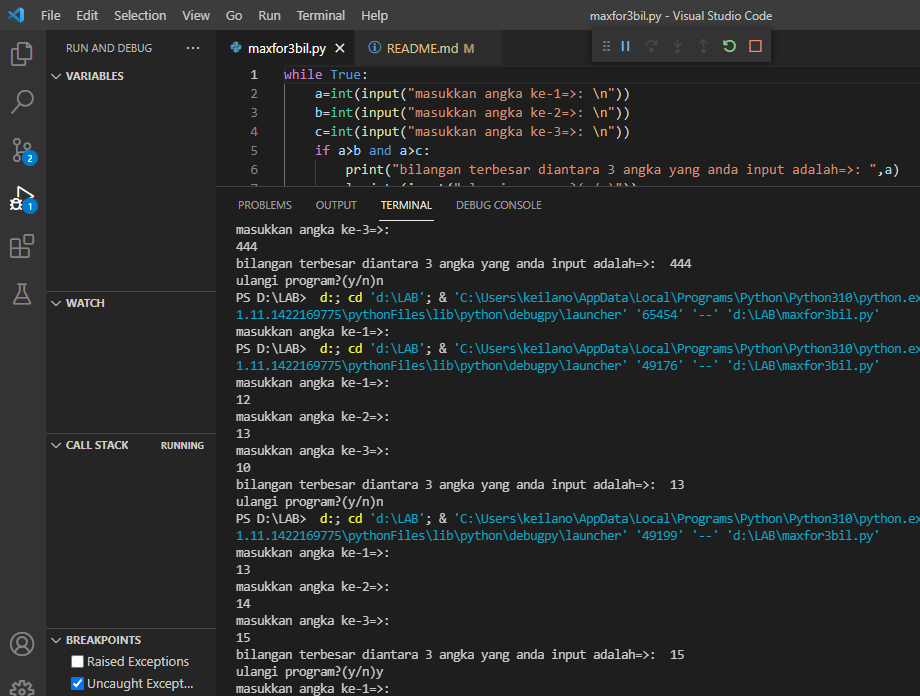 File Edit Selection View Go Run Terminal Help maxfor3bil.py - Visual Studio Code
RUN AND DEBUG ...
VARIABLES
WATCH
CALL STACK RUNNING
BREAKPOINTS
Raised Exceptions
Uncaught Except...
2
1
maxfor3bil.py README.md M
1 while True:
2 a=int(input("masukkan angka ke-1=>: \n"))
3 b=int(input("masukkan angka ke-2=>: \n"))
4 c=int(input("masukkan angka ke-3=>: \n"))
5 if a>b and a>c:
6 print("bilangan terbesar diantara 3 angka yang anda input adalah=>: ",a)
PROBLEMS OUTPUT TERMINAL DEBUG CONSOLE
masukkan angka ke-3=>:
444
bilangan terbesar diantara 3 angka yang anda input adalah=>: 444
ulangi program?(y/n)n
PS D:\LAB> d:; cd 'd:\LAB'; & 'C:\Users\keilano\AppData\Local\Programs\Python\Python310\python.ex
1.11.1422169775\pythonFiles\lib\python\debugpy\launcher' '65454' '--' 'd:\LAB\maxfor3bil.py'
masukkan angka ke-1=>:
PS D:\LAB> d:; cd 'd:\LAB'; & 'C:\Users\keilano\AppData\Local\Programs\Python\Python310\python.ex
1.11.1422169775\pythonFiles\lib\python\debugpy\launcher' '49176' '--' 'd:\LAB\maxfor3bil.py'
masukkan angka ke-1=>:
12
masukkan angka ke-2=>:
13
masukkan angka ke-3=>:
10
bilangan terbesar diantara 3 angka yang anda input adalah=>: 13
ulangi program?(y/n)n
PS D:\LAB> d:; cd 'd:\LAB'; & 'C:\Users\keilano\AppData\Local\Programs\Python\Python310\python.ex
1.11.1422169775\pythonFiles\lib\python\debugpy\launcher' '49199' '--' 'd:\LAB\maxfor3bil.py'
masukkan angka ke-1=>:
13
masukkan angka ke-2=>:
14
masukkan angka ke-3=>:
15
bilangan terbesar diantara 3 angka yang anda input adalah=>: 15
ulangi program?(y/n)y
masukkan angka ke-1=>: